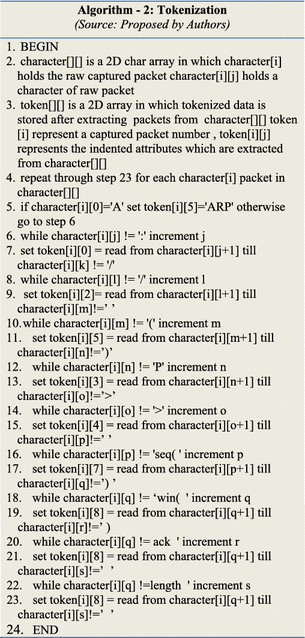 Algorithm - 2: Tokenization
(Source: Proposed by Authors)
1. BEGIN
2. character[][] is a 2D char array in which character[i]
holds the raw captured packet character[i][j] holds a
character of raw packet
3. token[][] is a 2D array in which tokenized data is
stored after extracting packets from character[][] token
[i] represent a captured packet number , token[i][j]
represents the indented attributes which are extracted
from character[][]
4. repeat through step 23 for each character[i] packet in
character[][]
5. if character[i][0]='A' set token[i][5]='ARP' otherwise
go to step 6
6. while character[i][j] != ':' increment j
7. set token[i][0] = read from character[i][j+1] till
character[i][k] != '/'
8. while character[i][l] != '/' increment l
9. set token[i][2]= read from character[i][l+1] till
character[i][m]!=' '
10.while character[i][m] != '(' increment m
11. set token[i][5] = read from character[i][m+1] till
character[i][n]!=')'
12. while character[i][n] != 'P' increment n
13. set token[i][3] = read from character[i][n+1] till
character[i][o]!='>'
14. while character[i][o] != '>' increment o
15. set token[i][4] = read from character[i][o+1] till
character[i][p]!=' '
16. while character[i][p] != 'seq( ' increment p
17. set token[i][7] = read from character[i][p+1] till
character[i][q]!=') '
18. while character[i][q] != 'win( ' increment q
19. set token[i][8] = read from character[i][q+1] till
character[i][r]!=' )
20. while character[i][q] != ack ' increment r
21. set token[i][8] = read from character[i][q+1] till
character[i][s]!=' '
22. while character[i][q] !=length ' increment s
23. set token[i][8] = read from character[i][q+1] till
character[i][s]!=' '
24. END